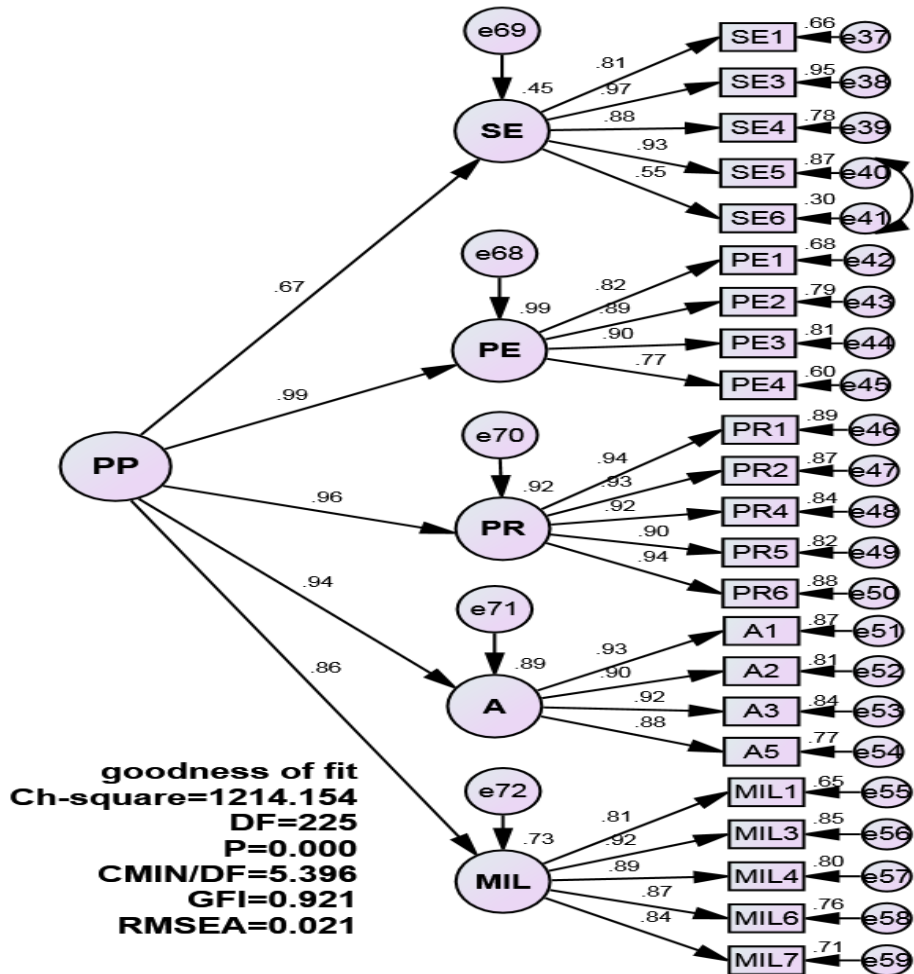 e69
.66
SE1
e37
.81
.95
SE3
e38
.97
.45
.78
SE
SE4
e39
.88
.93
.87
SE5
e40
.55
.30
SE6
e41
e68
.68
PE1
e42
.67
.82
.79
PE2
e43
.99
.89
.81
PE
PE3
e44
.90
.77
.60
PE4
e45
.99
e70
.89
PR1
e46
.94
.87
PP
PR2
e47
.93
.92
.84
.96
PR
PR4
e48
.92
.90
.82
PR5
e49
.94
.88
PR6
e50
.94
e71
.87
A1
e51
.93
.81
A2
e52
.89
.90
.86
.92
.84
A
A3
e53
.88
.77
A5
e54
goodness of fit
Ch-square=1214.154
DF=225
P=0.000
CMIN/DF=5.396
GFI=0.921
RMSEA=0.021
e72
.65
MIL1
e55
.81
.85
MIL3
e56
.73
.92
.80
MIL
MIL4
e57
.89
.87
.76
MIL6
e58
.84
.71
MIL7
e59